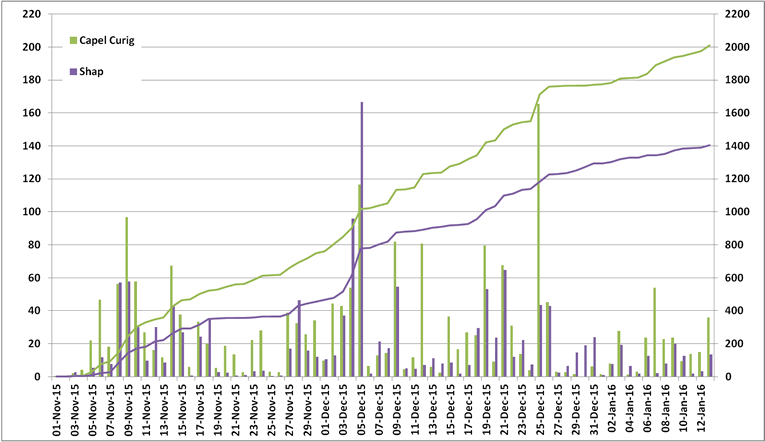 220
200
180
160
140
120
100
80
60
40
20
0
Capel Curig
Shap
2200
2000
1800
1600
1400
1200
1000
800
600
400
200
0
01-Nov-15
03-Nov-15
05-Nov-15
07-Nov-15
09-Nov-15
11-Nov-15
13-Nov-15
15-Nov-15
17-Nov-15
19-Nov-15
21-Nov-15
23-Nov-15
25-Nov-15
27-Nov-15
29-Nov-15
01-Dec-15
03-Dec-15
05-Dec-15
07-Dec-15
09-Dec-15
11-Dec-15
13-Dec-15
15-Dec-15
17-Dec-15
19-Dec-15
21-Dec-15
23-Dec-15
25-Dec-15
27-Dec-15
29-Dec-15
31-Dec-15
02-Jan-16
04-Jan-16
06-Jan-16
08-Jan-16
10-Jan-16
12-Jan-16